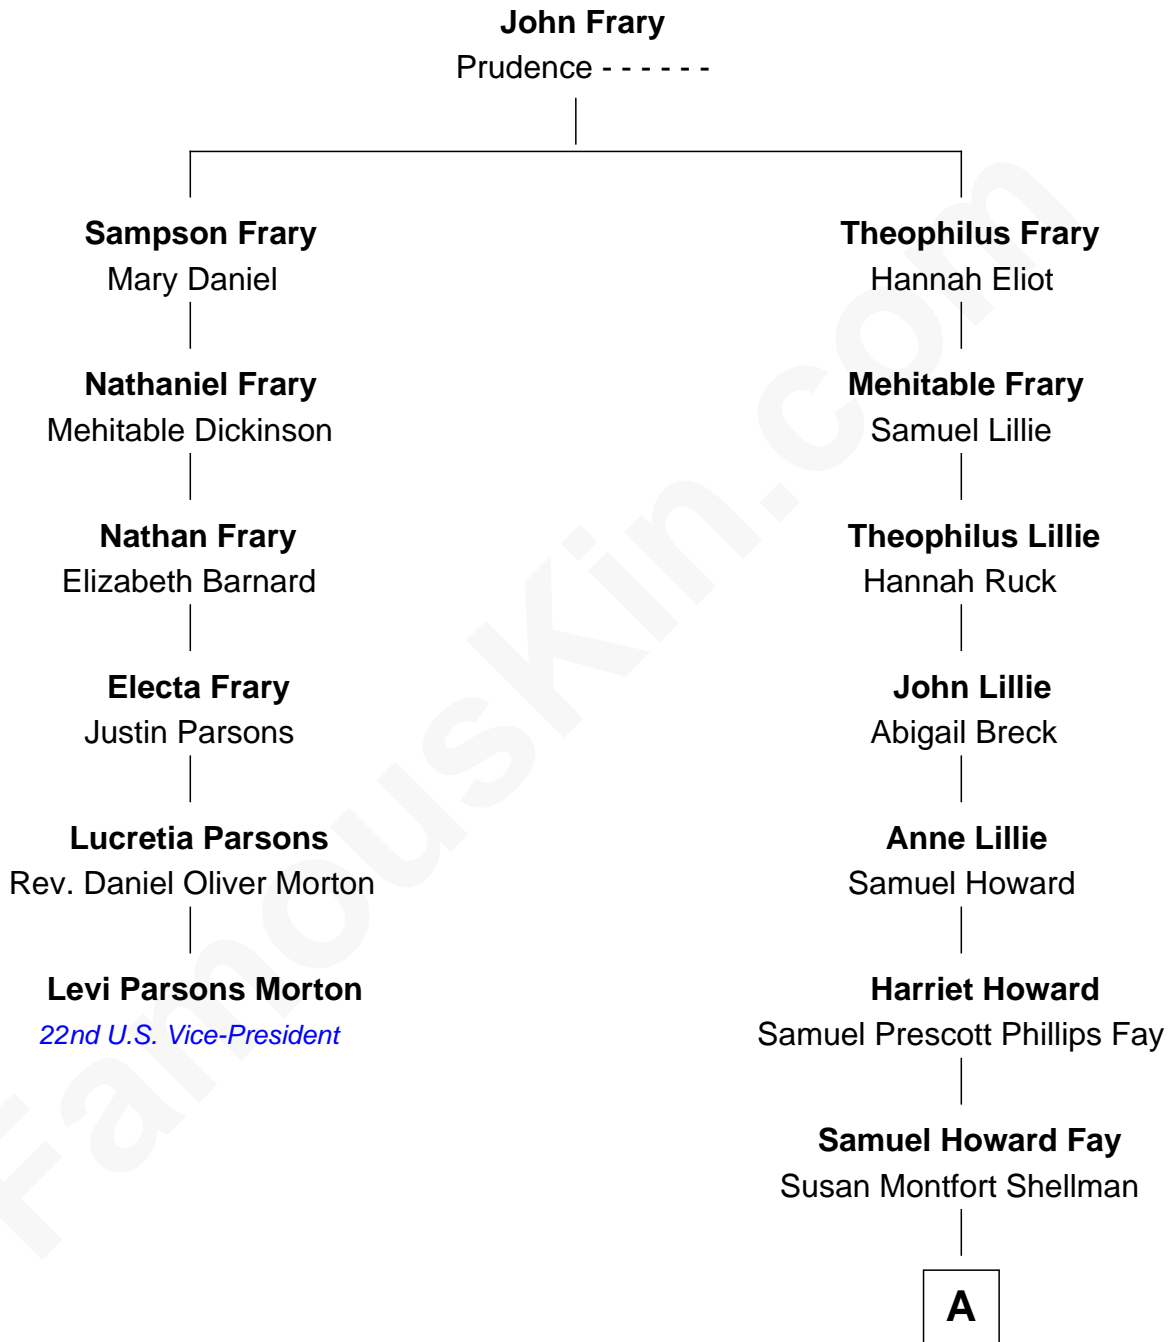 John Frary
Prudence - - - - - -
Sampson Frary
Mary Daniel
Theophilus Frary
Hannah Eliot
Nathaniel Frary
Mehitable Dickinson
Mehitable Frary
Samuel Lillie
Nathan Frary
Elizabeth Barnard
Theophilus Lillie
Hannah Ruck
Electa Frary
Justin Parsons
John Lillie
Abigail Breck
Lucretia Parsons
Rev. Daniel Oliver Morton
Anne Lillie
Samuel Howard
Levi Parsons Morton
22nd U.S. Vice-President
Harriet Howard
Samuel Prescott Phillips Fay
Samuel Howard Fay
Susan Montfort Shellman
A
FamousKin.com